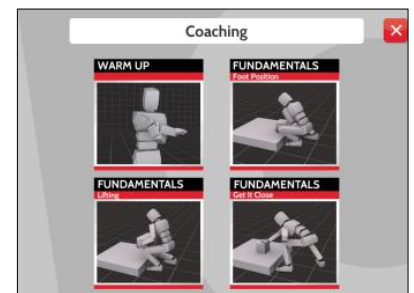 Coaching
WARM UP
FUNDAMENTALS
Foot Position
FUNDAMENTALS
Lifting
FUNDAMENTALS
Get It Close